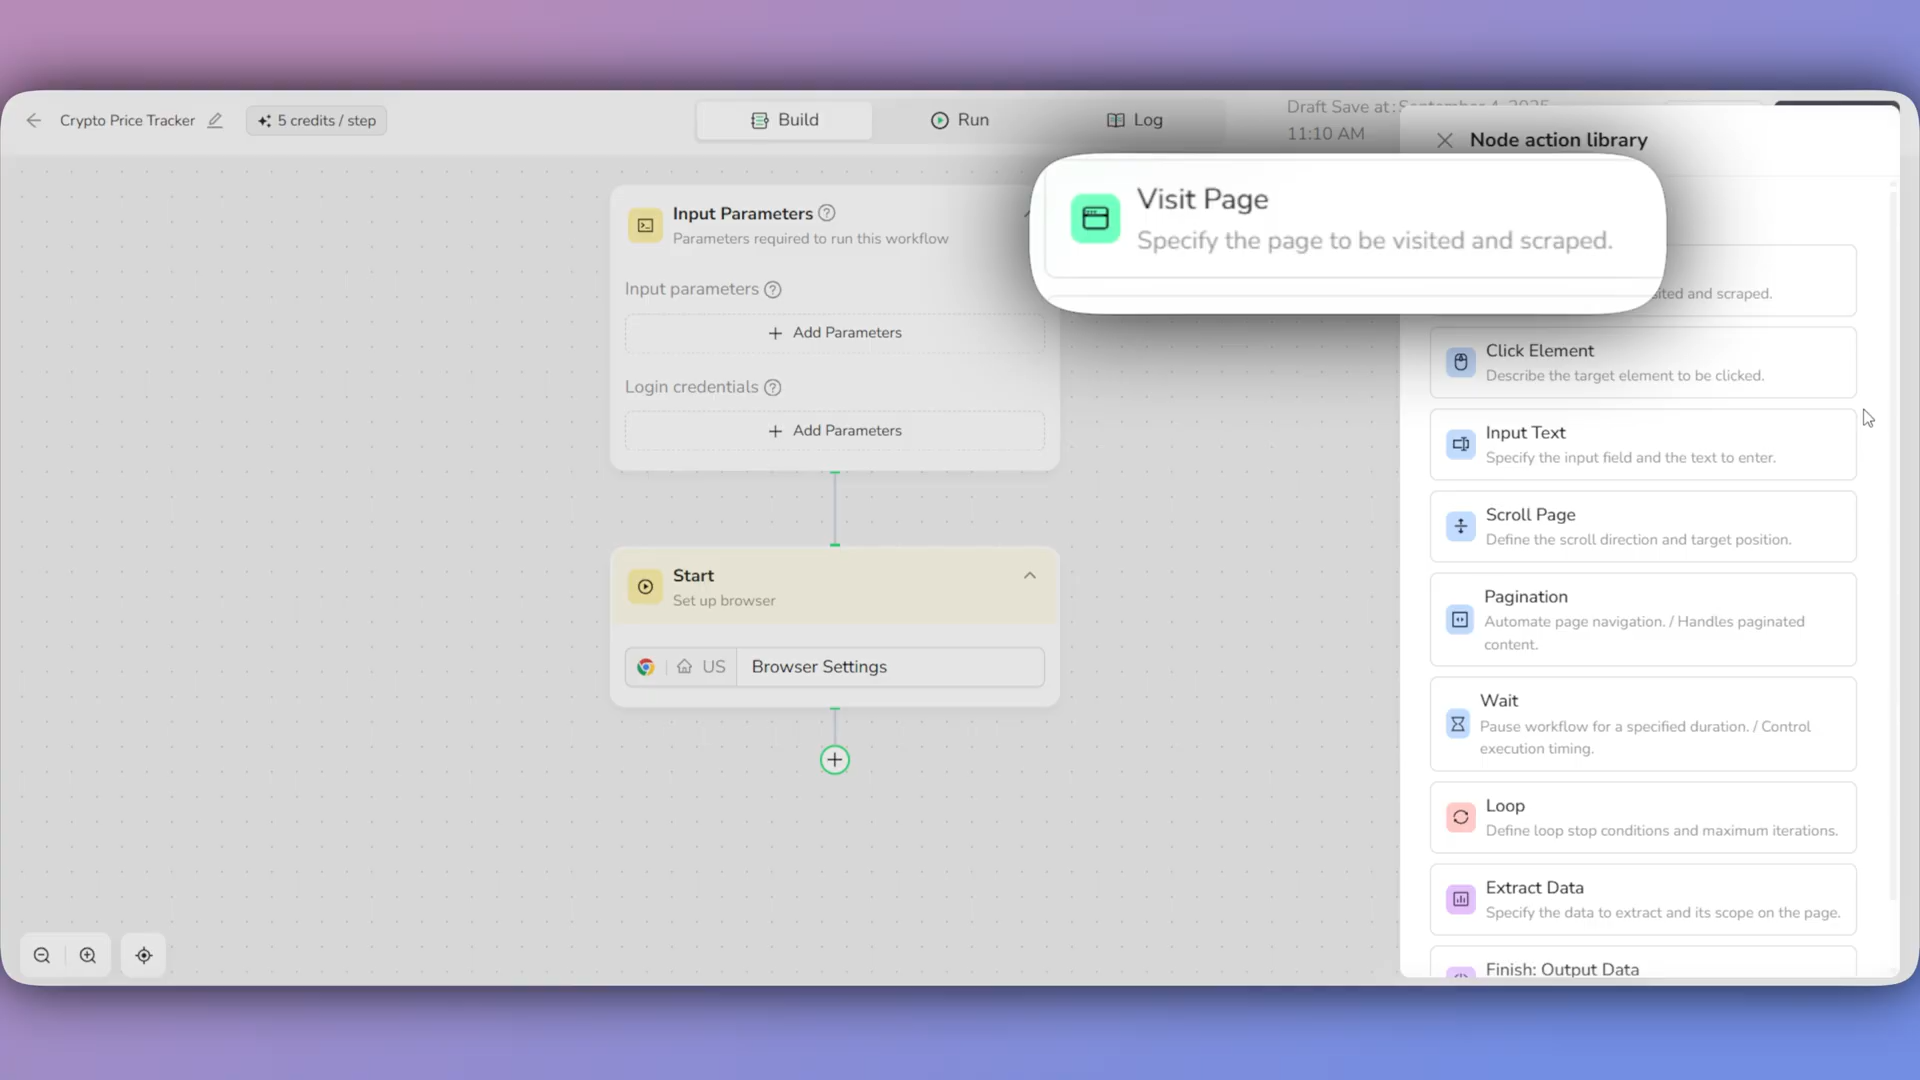 Crypto Price Tracker
5 credits / step
Build
Run
Log
Draft Save at: September 4, 2025
11:10 AM
Input Parameters
Parameters required to run this workflow
Input parameters
+ Add Parameters
Login credentials
+ Add Parameters
Start
Set up browser
US
Browser Settings
Node action library
Visit Page
Specify the page to be visited and scraped.
and scraped.
Click Element
Describe the target element to be clicked.
Input Text
Specify the input field and the text to enter.
Scroll Page
Define the scroll direction and target position.
Pagination
Automate page navigation. / Handles paginated
content.
Wait
Pause workflow for a specified duration. / Control
execution timing.
Loop
Define loop stop conditions and maximum iterations.
Extract Data
Specify the data to extract and its scope on the page.
Finish: Output Data